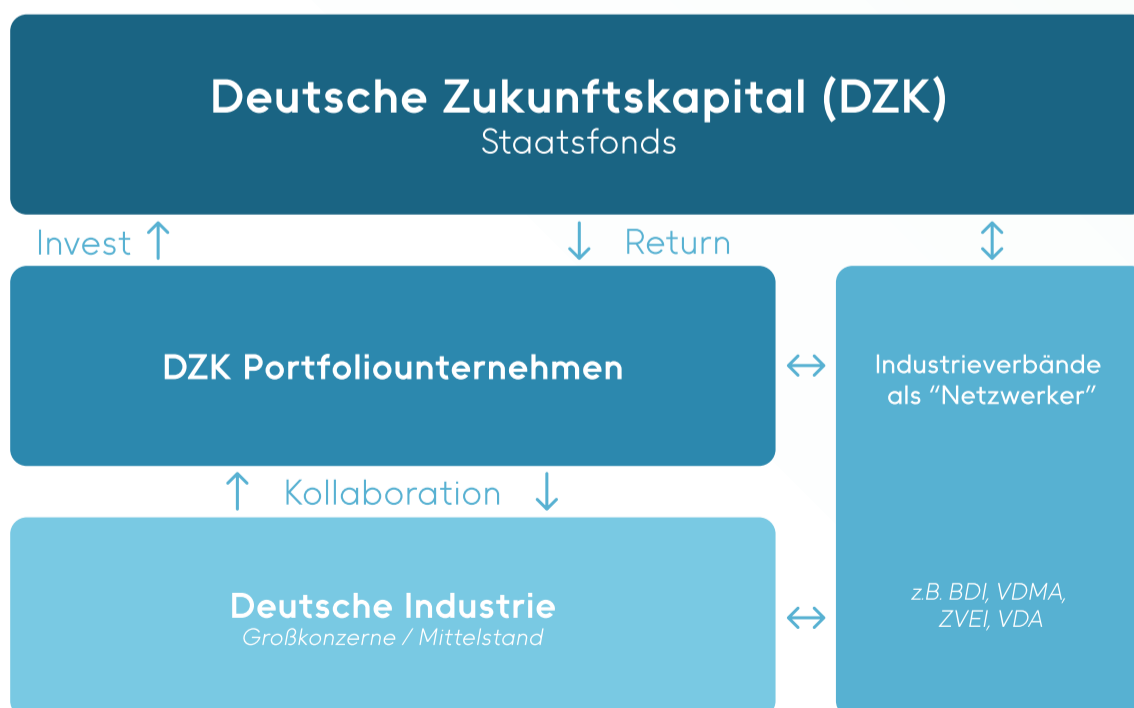 Deutsche Zukunftskapital (DZK)
Staatsfonds
Invest
Return
DZK Portfoliounternehmen
Industrieverbände
als “Netzwerker”
Kollaboration
Deutsche Industrie
Großkonzerne / Mittelstand
z.B. BDI, VDMA,
ZVEI, VDA